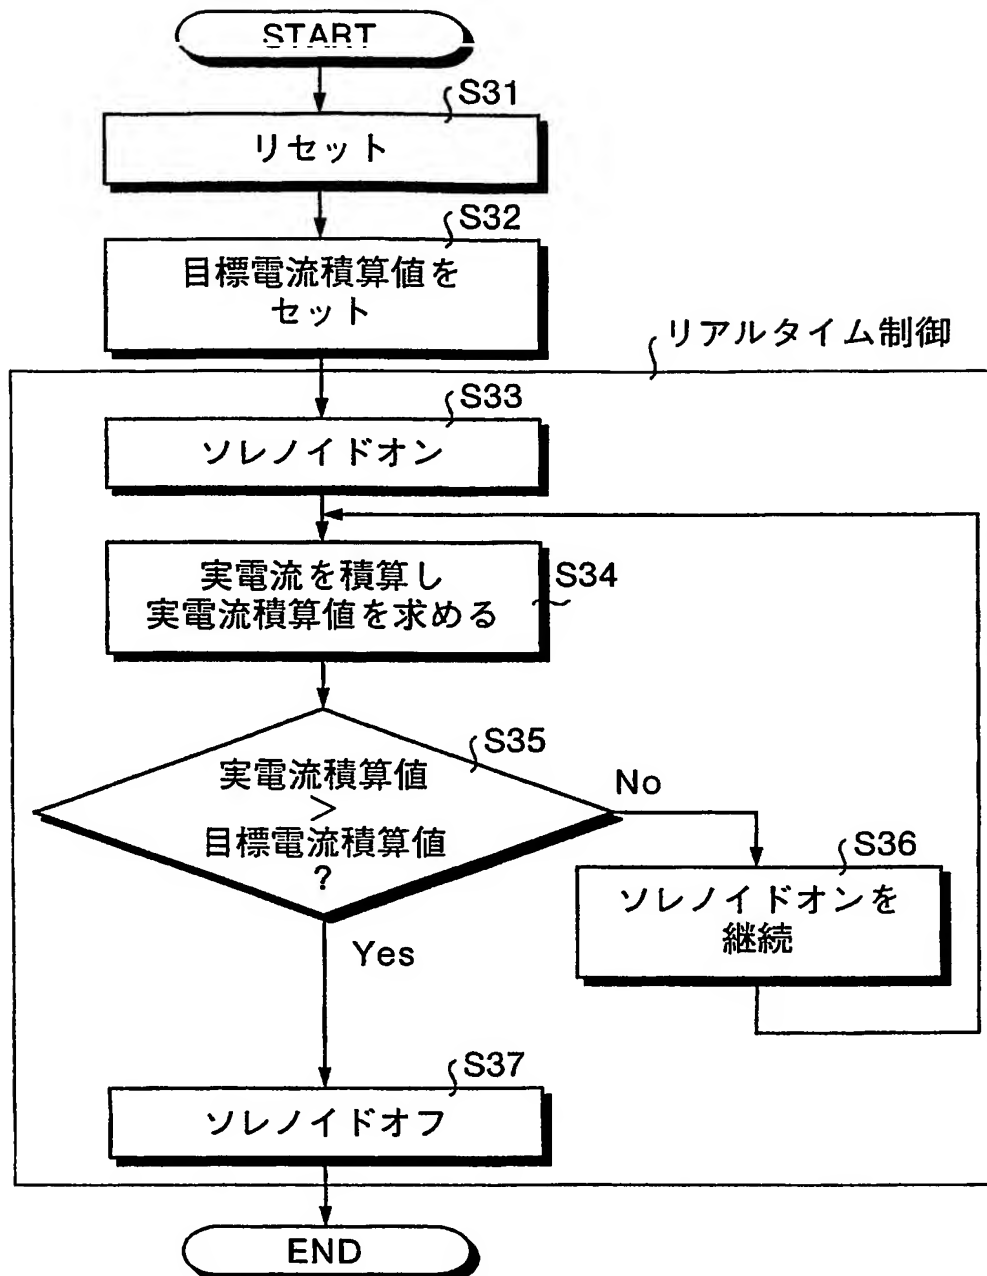 START
S31
リセット
S32
目標電流積算値を
セット
リアルタイム制御
S33
ソレノイドオン
実電流を積算し
実電流積算値を求める
S34
S35
実電流積算値
>
目標電流積算値
?
No
S36
ソレノイドオンを
継続
Yes
S37
ソレノイドオフ
END